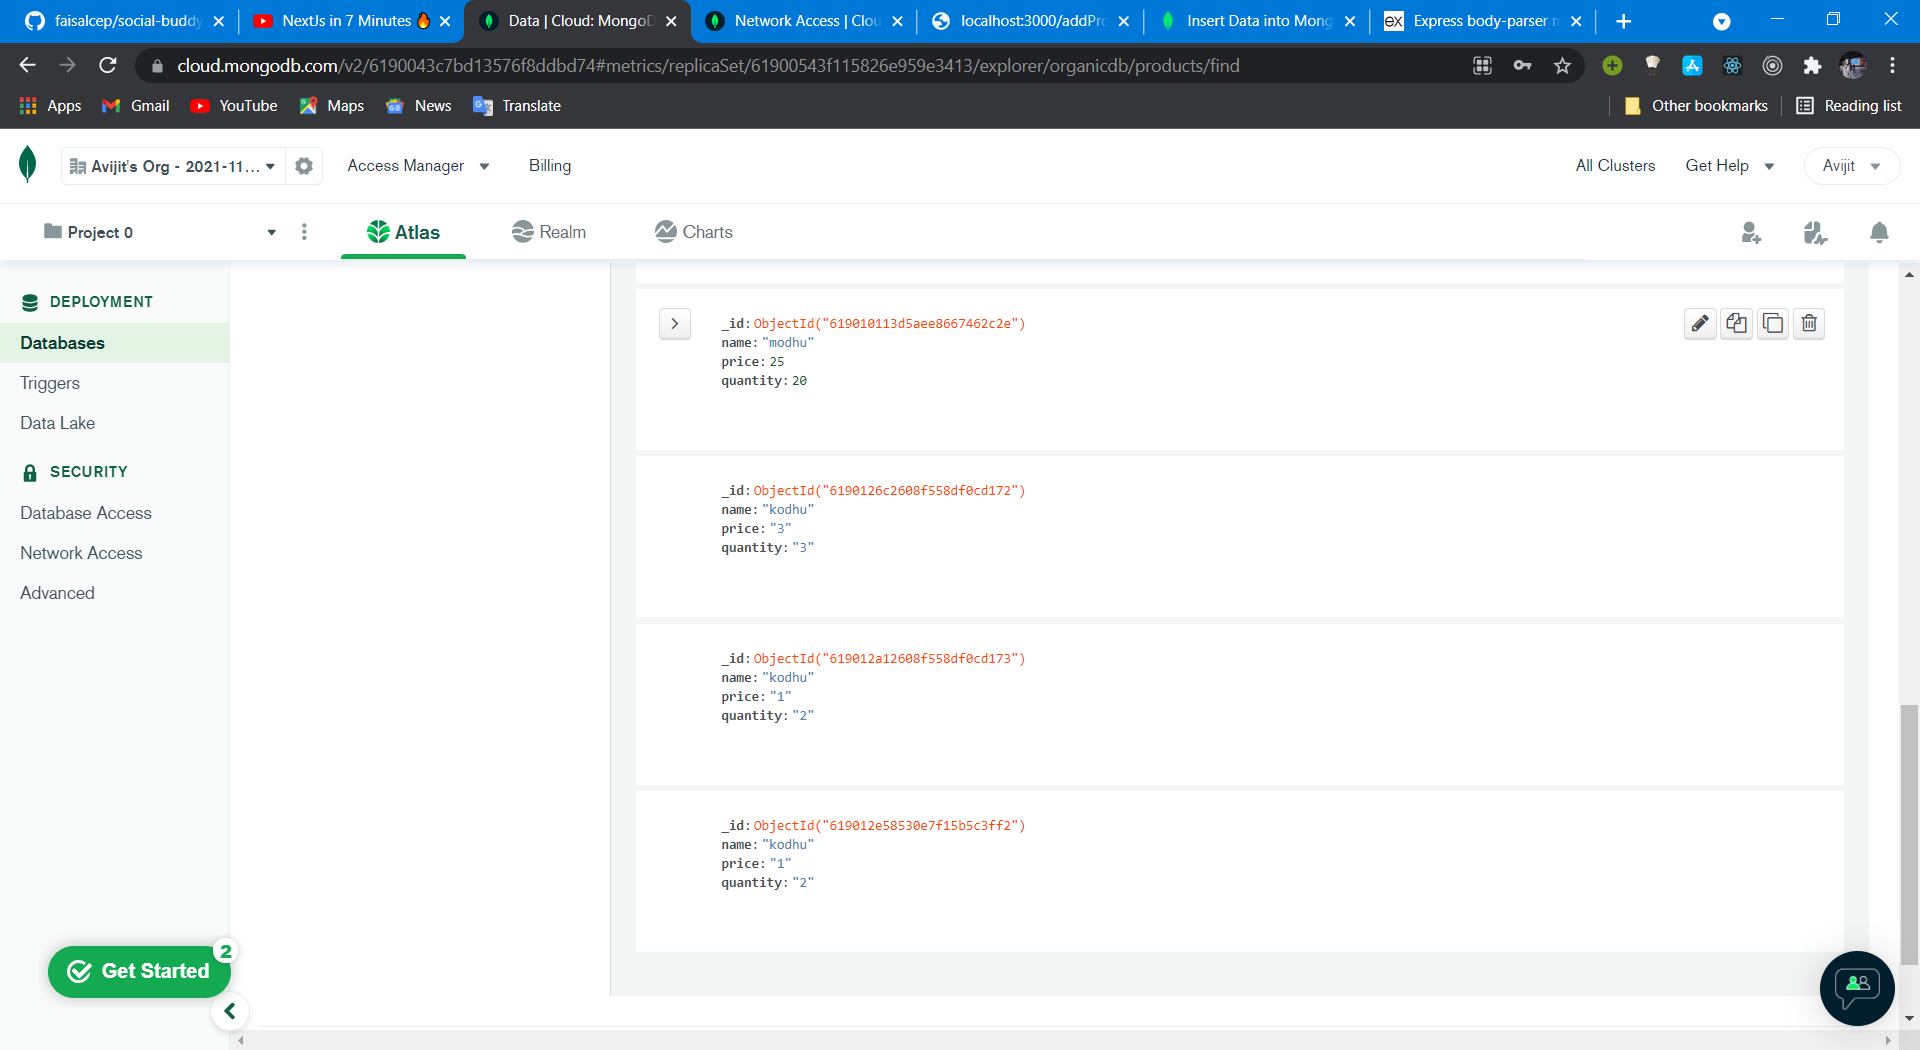 faisalcep/social-buddy
NextJs in 7 Minutes
Data | Cloud: MongoD
Network Access | Clou
localhost:3000/addPro
Insert Data into Mong
Express body-parser n
cloud.mongodb.com/v2/6190043c7bd13576f8ddbd74#metrics/replicaSet/61900543f115826e959e3413/explorer/organicdb/products/find
Apps
Gmail
YouTube
Maps
News
Translate
Other bookmarks
Reading list
Avijit's Org - 2021-11...
Access Manager
Billing
All Clusters
Get Help
Avijit
Project 0
Atlas
Realm
Charts
DEPLOYMENT
Databases
Triggers
Data Lake
SECURITY
Database Access
Network Access
Advanced
_id: ObjectId("619010113d5aee8667462c2e")
name: "modhu"
price: 25
quantity: 20
_id: ObjectId("6190126c2608f558df0cd172")
name: "kodhu"
price: "3"
quantity: "3"
_id: ObjectId("619012a12608f558df0cd173")
name: "kodhu"
price: "1"
quantity: "2"
_id: ObjectId("619012e58530e7f15b5c3ff2")
name: "kodhu"
price: "1"
quantity: "2"
Get Started
2